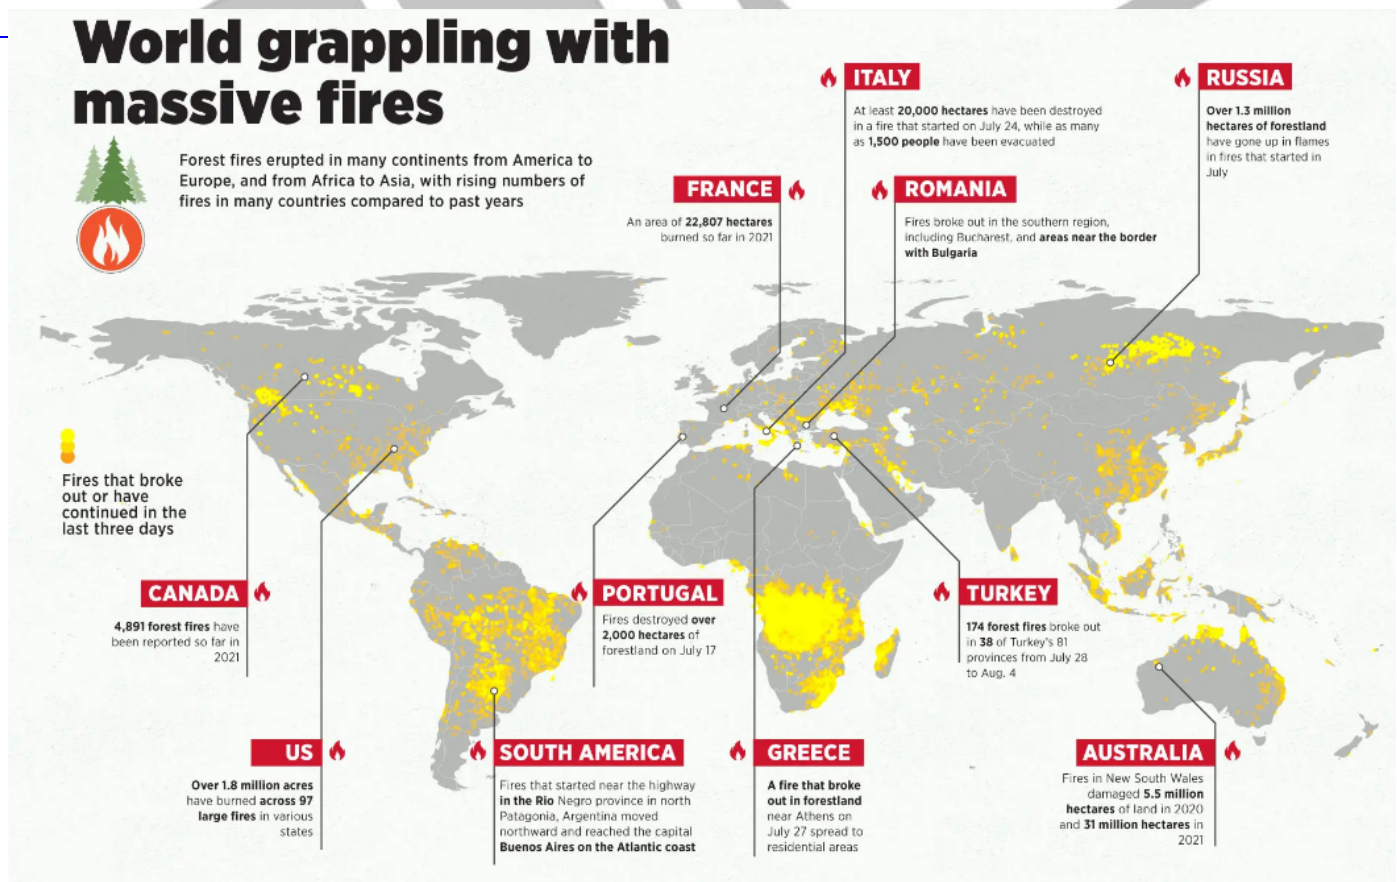 World grappling with
massive fires
Forest fires erupted in many continents from America to
Europe, and from Africa to Asia, with rising numbers of
fires in many countries compared to past years
ITALY
At least 20,000 hectares have been destroyed
in a fire that started on July 24, while as many
as 1,500 people have been evacuated
RUSSIA
Over 1.3 million
hectares of forestland
have gone up in flames
in fires that started in
July
FRANCE
An area of 22,807 hectares
burned so far in 2021
ROMANIA
Fires broke out in the southern region,
including Bucharest, and areas near the border
with Bulgaria
Fires that broke
out or have
continued in the
last three days
CANADA
4,891 forest fires have
been reported so far in
2021
PORTUGAL
Fires destroyed over
2,000 hectares of
forestland on July 17
TURKEY
174 forest fires broke out
in 38 of Turkey's 81
provinces from July 28
to Aug. 4
US
Over 1.8 million acres
have burned across 97
large fires in various
states
SOUTH AMERICA
Fires that started near the highway
in the Rio Negro province in north
Patagonia, Argentina moved
northward and reached the capital
Buenos Aires on the Atlantic coast
GREECE
A fire that broke
out in forestland
near Athens on
July 27 spread to
residential areas
AUSTRALIA
Fires in New South Wales
damaged 5.5 million
hectares of land in 2020
and 31 million hectares in
2021